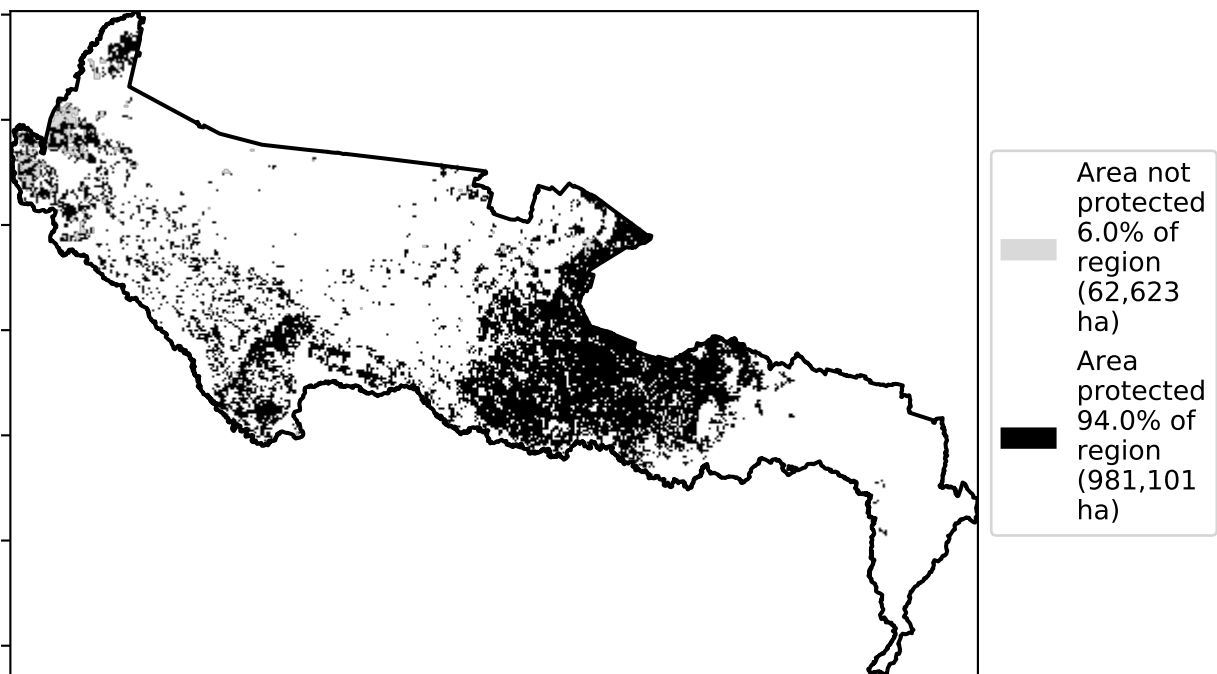 Area not
protected
6.0% of
region
(62,623
ha)
Area
protected
94.0% of
region
(981,101
ha)